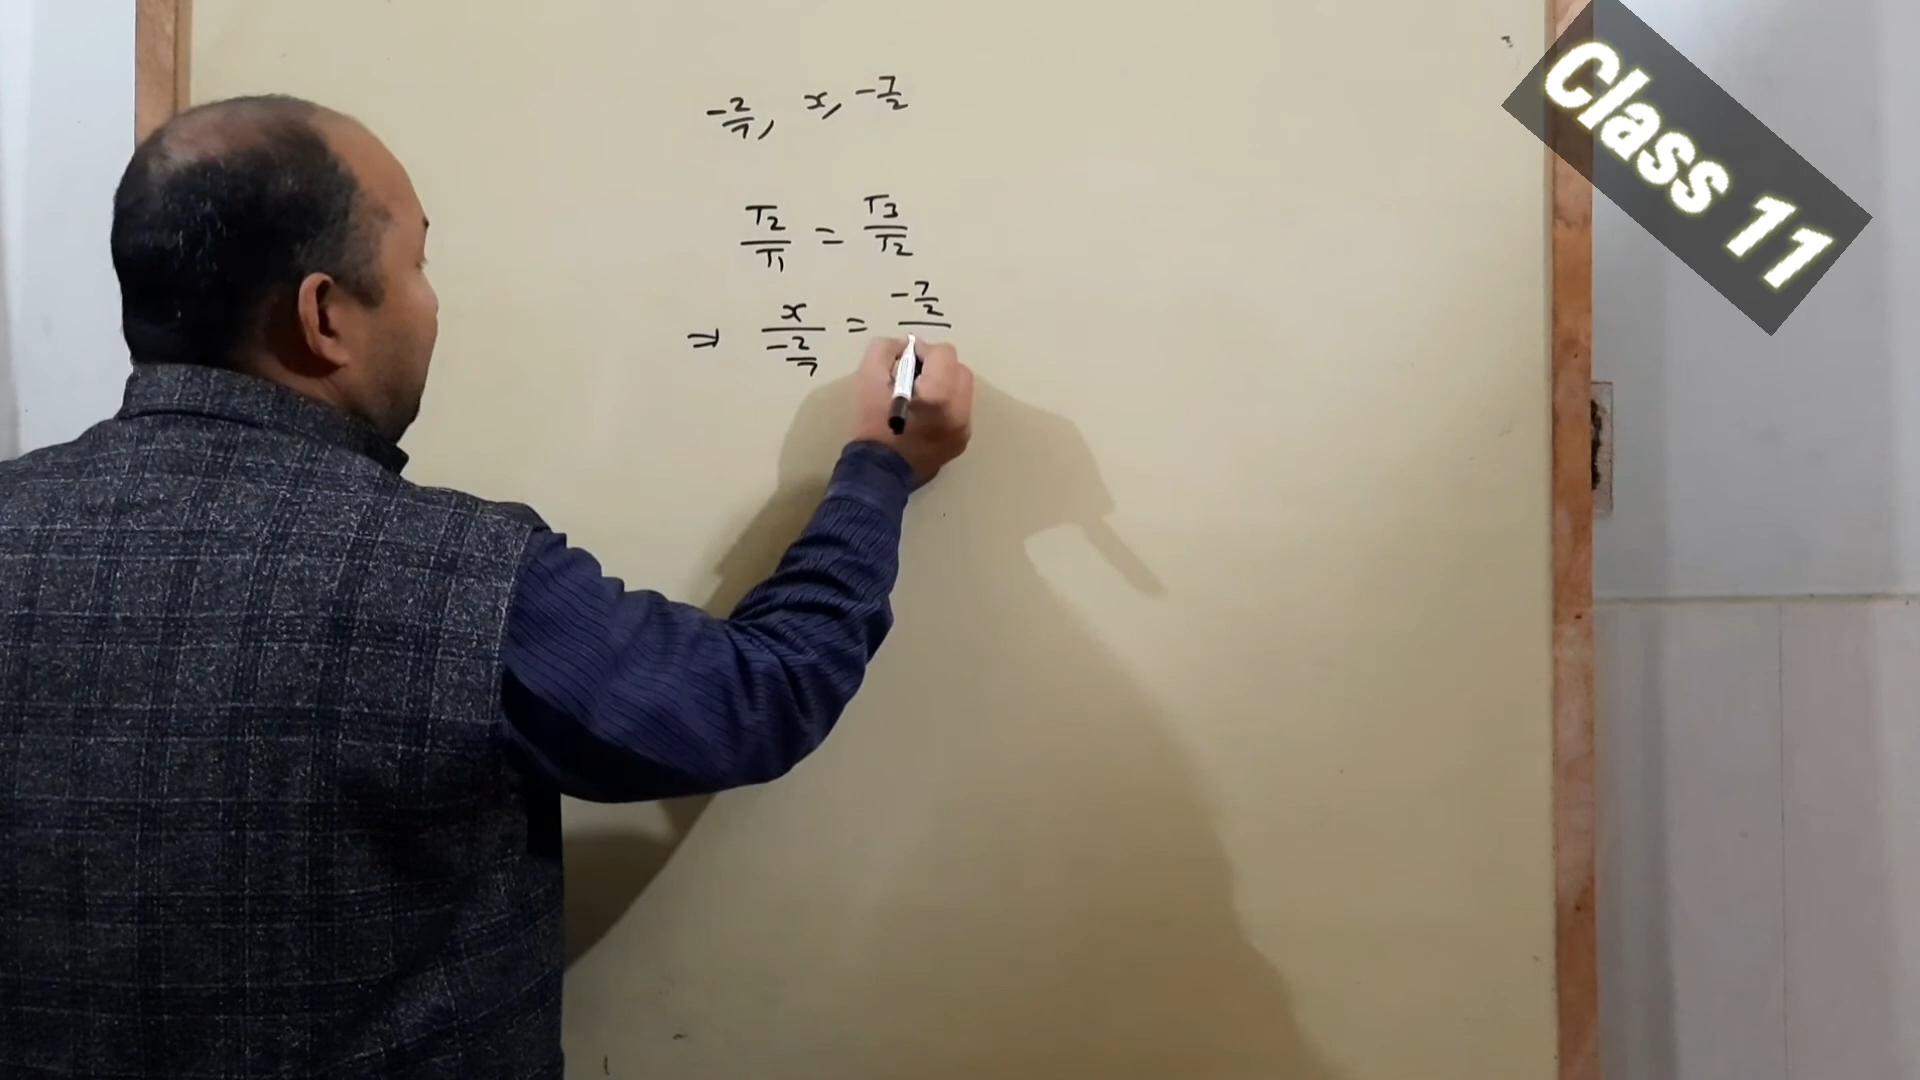 -2/7, x, -7/2
T2/T1 = T3/T2
⇒ x/(-2/7) = (-7/2)/
Class 11